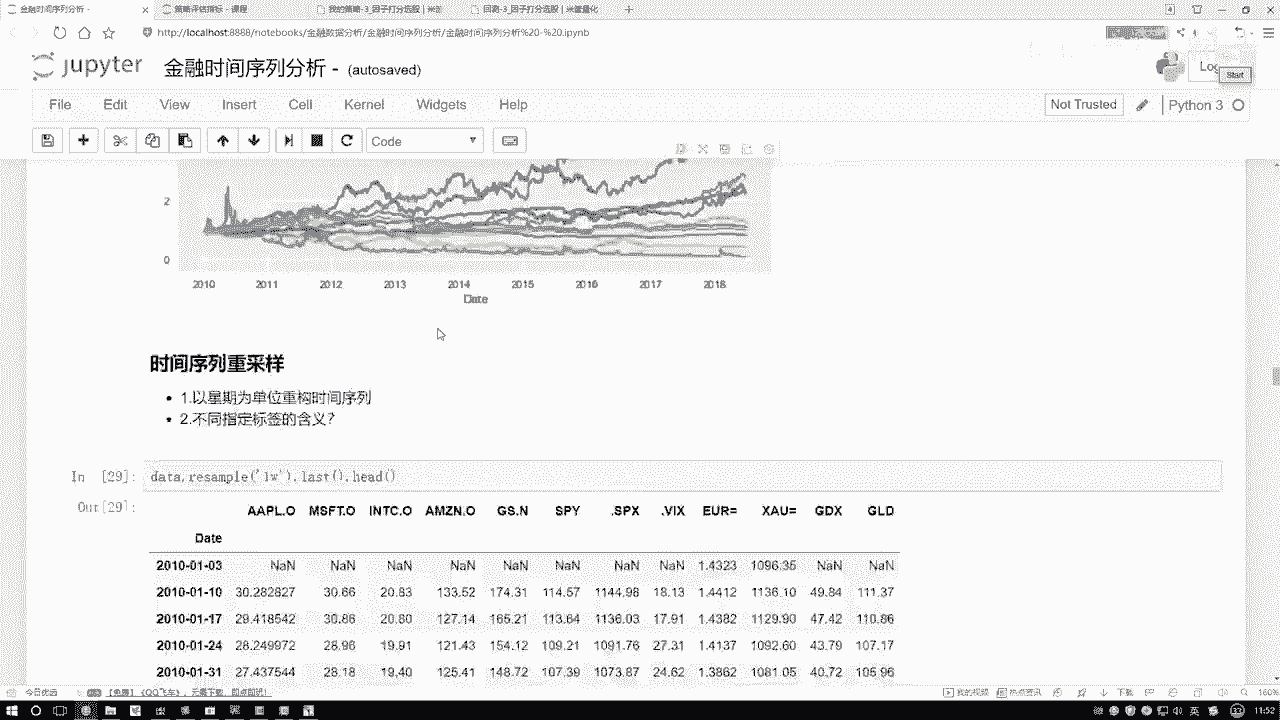 金融时间序列分析 -
策略评估指标 - 课程
我的策略-3_因子打分选股 | 米筐
回测-3_因子打分选股 | 米筐量化
http://localhost:8888/notebooks/金融数据分析/金融时间序列分析/金融时间序列分析%20-%20.ipynb
jupyter 金融时间序列分析 - (autosaved)
Start
File Edit View Insert Cell Kernel Widgets Help
Not Trusted Python 3
Code
2
0
2010 2011 2012 2013 2014 2015 2016 2017 2018
Date
时间序列重采样
1.以星期为单位重构时间序列
2.不同指定标签的含义?
In [29]: data.resample('1w').last().head()
Out[29]:
AAPL.O MSFT.O INTC.O AMZN.O GS.N SPY .SPX .VIX EUR= XAU= GDX GLD
Date
2010-01-03 NaN NaN NaN NaN NaN NaN NaN NaN 1.4323 1096.35 NaN NaN
2010-01-10 30.282827 30.66 20.83 133.52 174.31 114.57 1144.98 18.13 1.4412 1136.10 49.84 111.37
2010-01-17 29.418542 30.86 20.80 127.14 165.21 113.64 1136.03 17.91 1.4382 1129.90 47.42 110.86
2010-01-24 28.249972 28.96 19.91 121.43 154.12 109.21 1091.76 27.31 1.4137 1092.60 43.79 107.17
2010-01-31 27.437544 28.18 19.40 125.41 148.72 107.39 1073.87 24.62 1.3862 1081.05 40.72 105.96
今日优选
我的视频 热点资讯 下载 160%
英 11:52